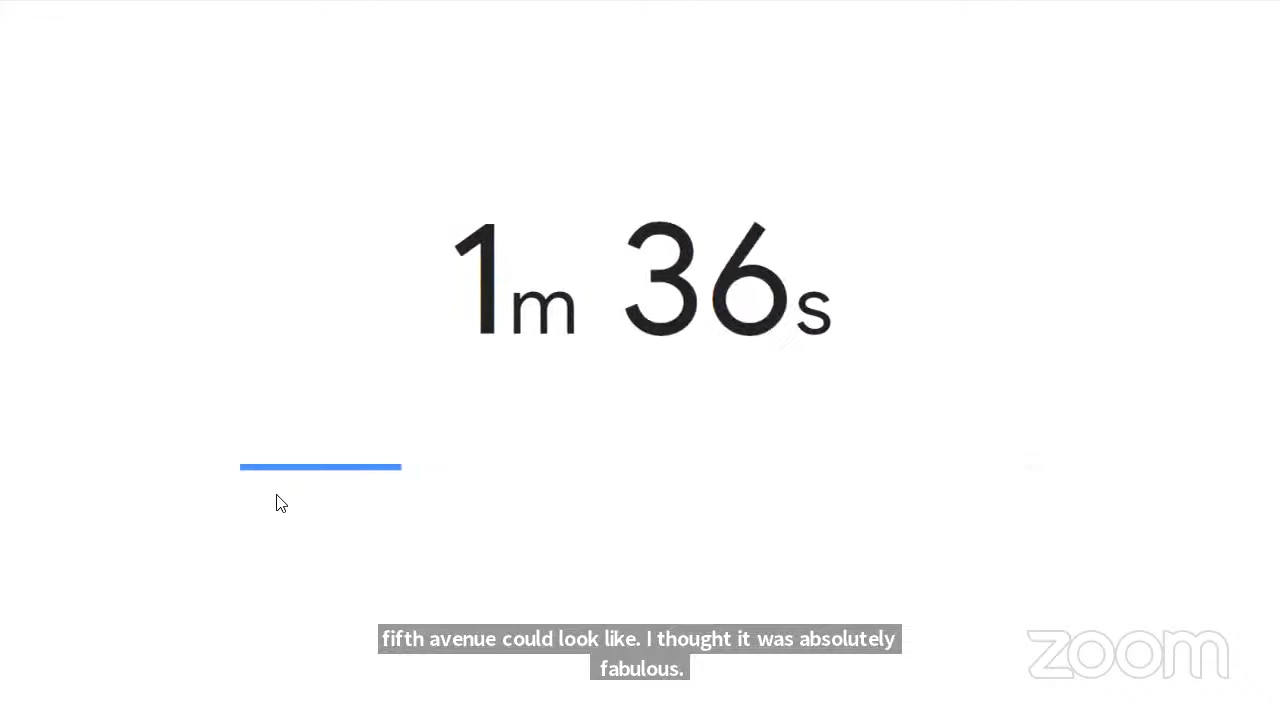 1m 36s
fifth avenue could look like. I thought it was absolutely
fabulous.
zoom